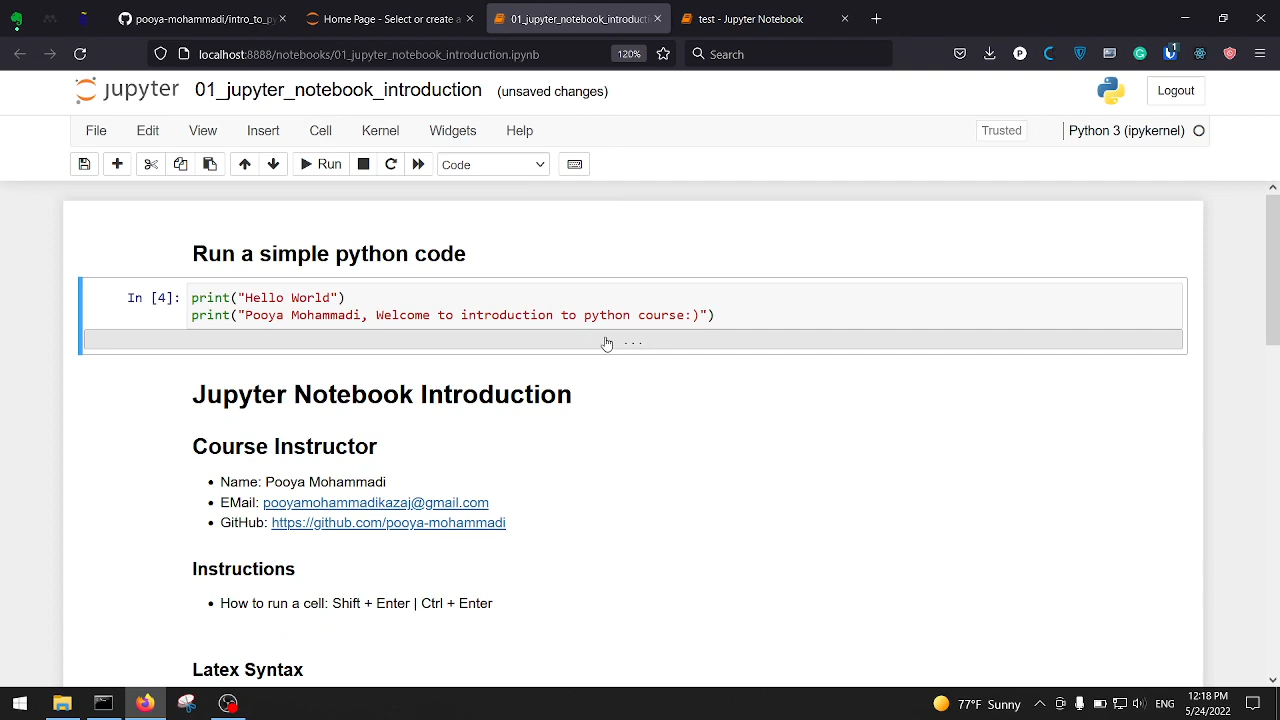 pooya-mohammadi/intro_to_py
Home Page - Select or create a
01_jupyter_notebook_introducti
test - Jupyter Notebook
localhost:8888/notebooks/01_jupyter_notebook_introduction.ipynb
120%
Search
jupyter 01_jupyter_notebook_introduction (unsaved changes)
Logout
File Edit View Insert Cell Kernel Widgets Help
Trusted
Python 3 (ipykernel)
Run
Code
Run a simple python code
In [4]: print("Hello World")
print("Pooya Mohammadi, Welcome to introduction to python course:)")
...
Jupyter Notebook Introduction
Course Instructor
• Name: Pooya Mohammadi
• EMail: pooyamohammadikazaj@gmail.com
• GitHub: https://github.com/pooya-mohammadi
Instructions
• How to run a cell: Shift + Enter | Ctrl + Enter
Latex Syntax
77°F Sunny
ENG
12:18 PM
5/24/2022